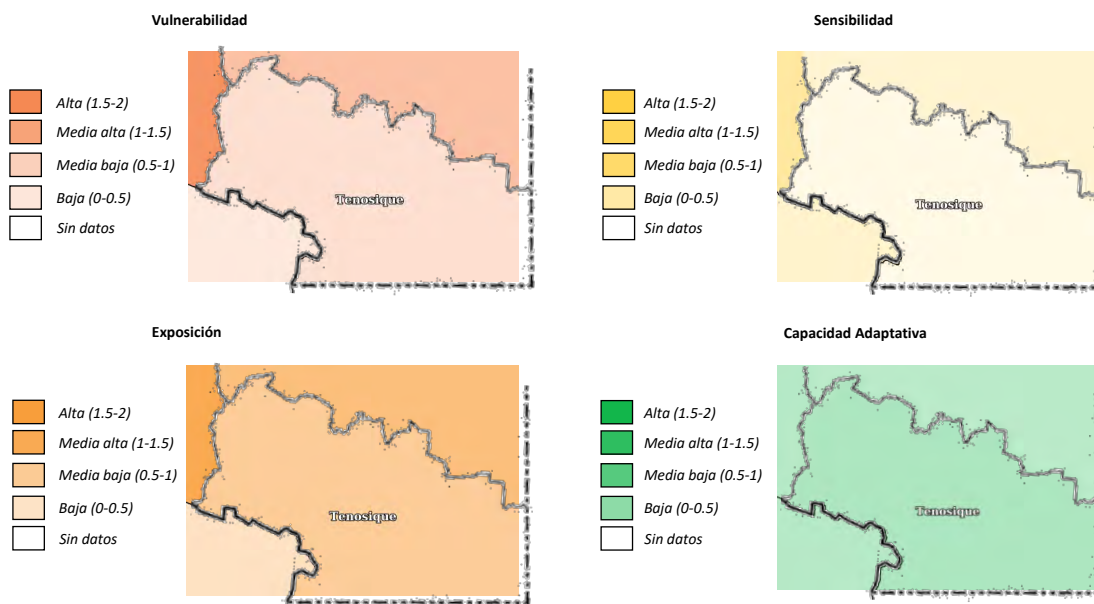 Vulnerabilidad
Alta (1.5-2)
Media alta (1-1.5)
Media baja (0.5-1)
Baja (0-0.5)
Sin datos
Tenosique
Sensibilidad
Alta (1.5-2)
Media alta (1-1.5)
Media baja (0.5-1)
Baja (0-0.5)
Sin datos
Tenosique
Exposición
Alta (1.5-2)
Media alta (1-1.5)
Media baja (0.5-1)
Baja (0-0.5)
Sin datos
Tenosique
Capacidad Adaptativa
Alta (1.5-2)
Media alta (1-1.5)
Media baja (0.5-1)
Baja (0-0.5)
Sin datos
Tenosique